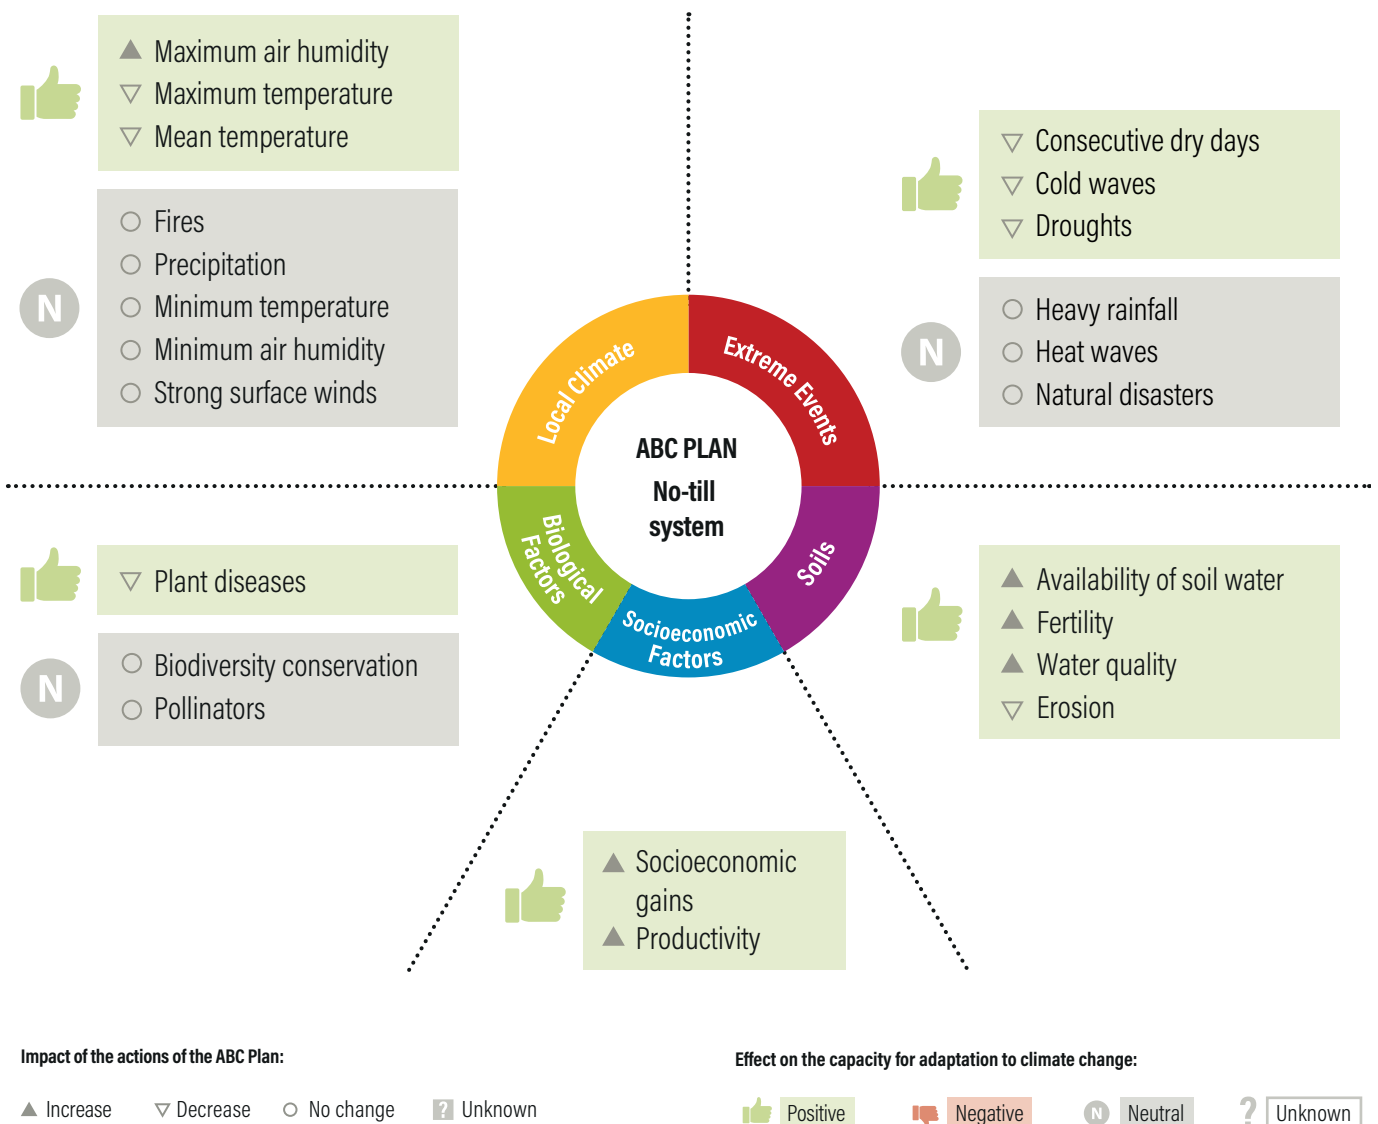 Maximum air humidity
Maximum temperature
Mean temperature
N
Fires
Precipitation
Minimum temperature
Minimum air humidity
Strong surface winds
Consecutive dry days
Cold waves
Droughts
N
Heavy rainfall
Heat waves
Natural disasters
Local Climate
Extreme Events
ABC PLAN
No-till
system
Biological
Factors
Socioeconomic
Factors
Soils
Plant diseases
N
Biodiversity conservation
Pollinators
Availability of soil water
Fertility
Water quality
Erosion
Socioeconomic
gains
Productivity
Impact of the actions of the ABC Plan:
Increase
Decrease
No change
? Unknown
Effect on the capacity for adaptation to climate change:
Positive
Negative
N Neutral
? Unknown